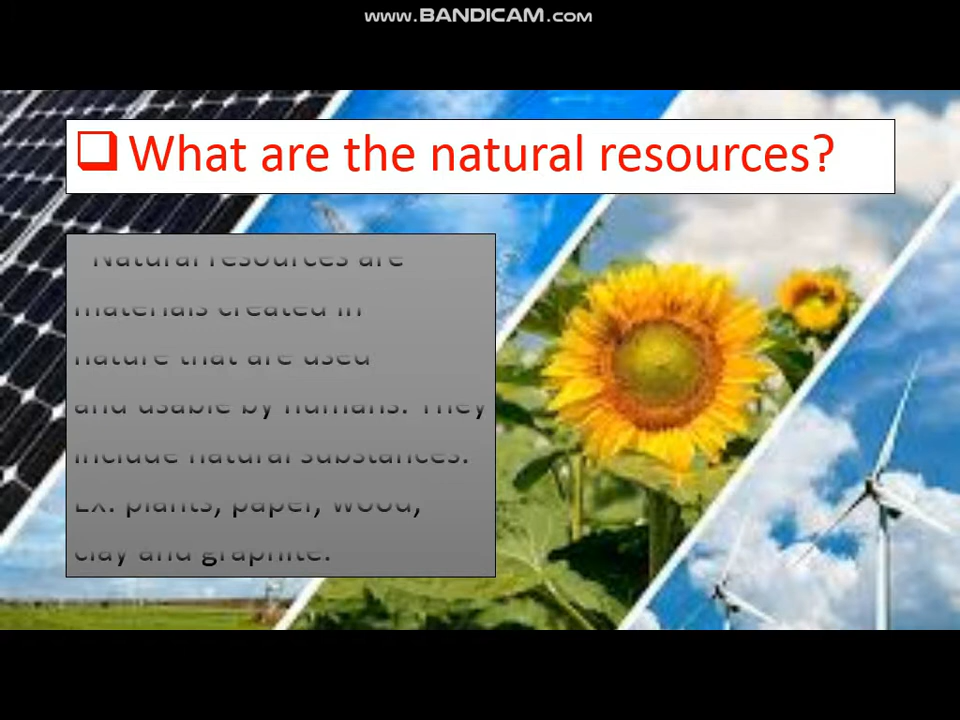 www.BANDICAM.com
What are the natural resources?
Natural resources are
materials created in
nature that are used
and usable by humans. They
include natural substances.
Ex. plants, paper, wood,
clay and graphite.